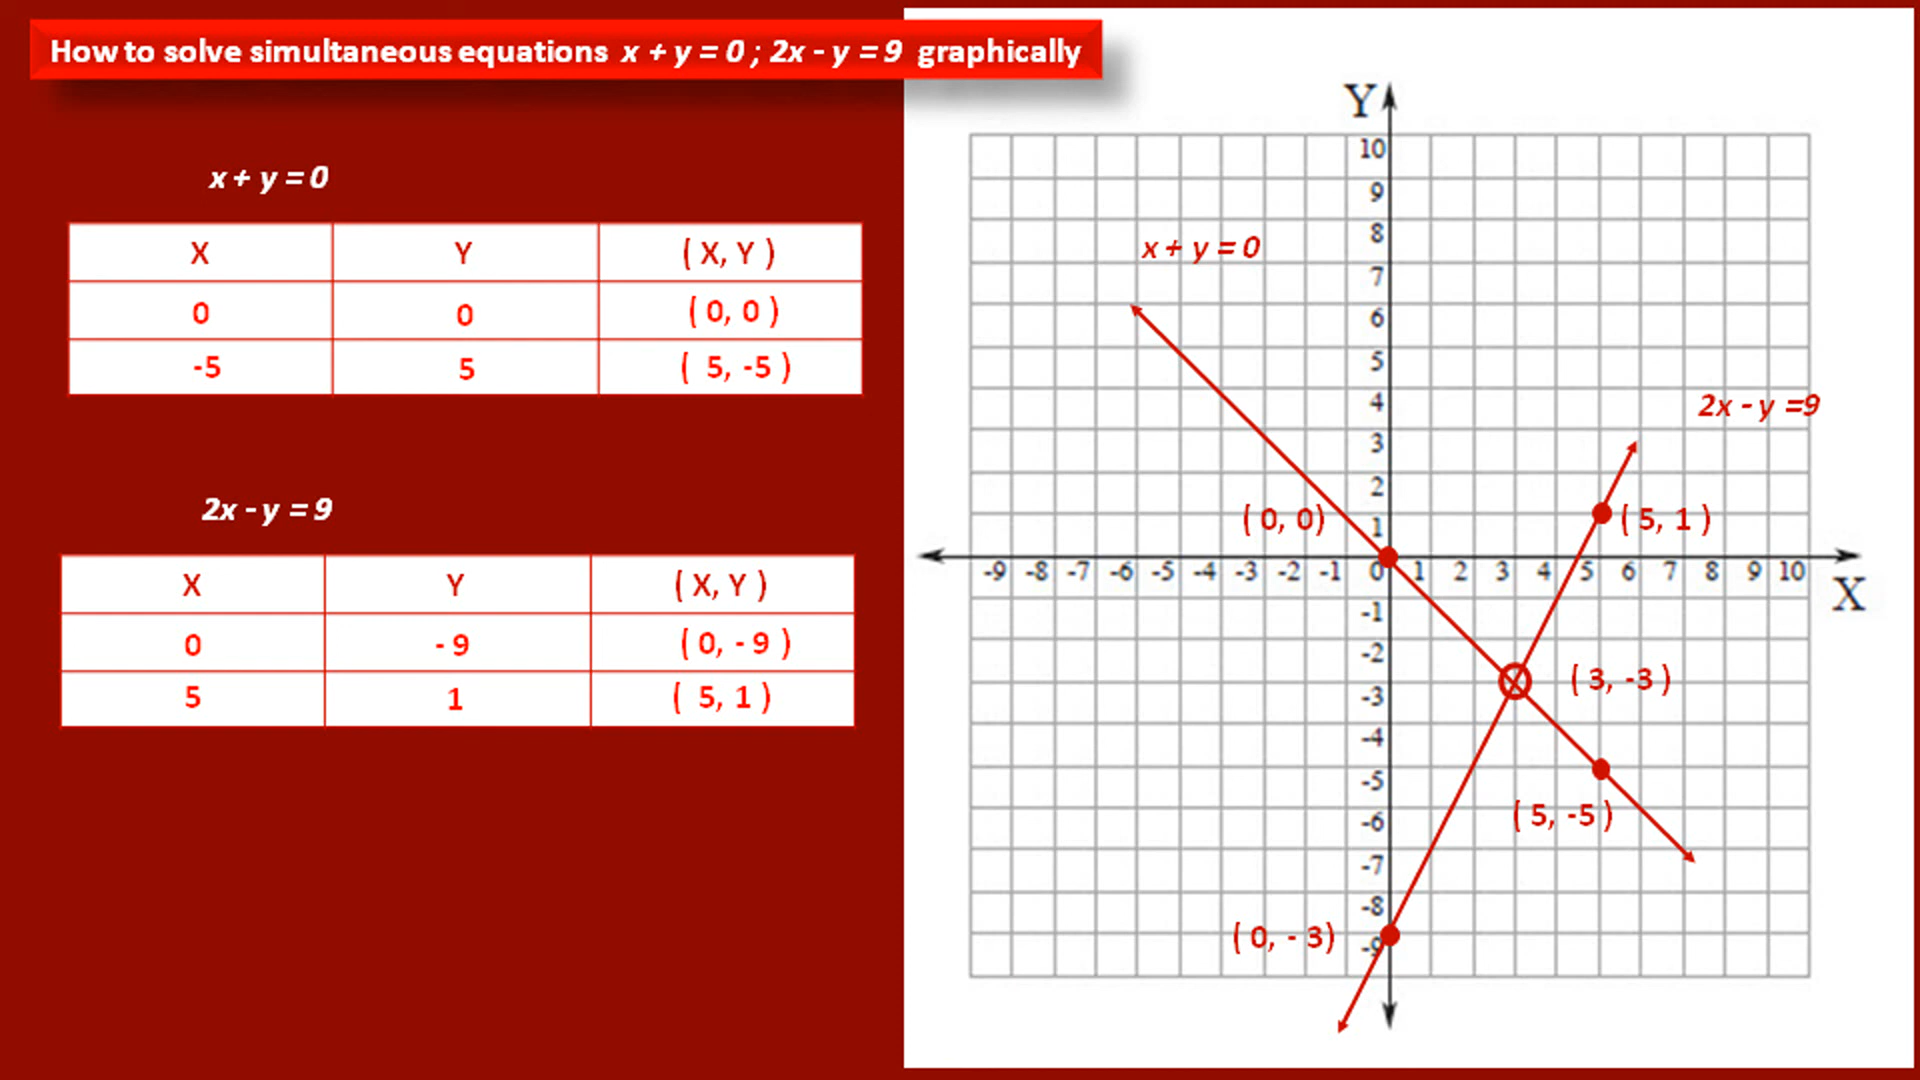 How to solve simultaneous equations x + y = 0 ; 2x - y = 9 graphically
x + y = 0
X Y ( X, Y )
0 0 ( 0, 0 )
-5 5 ( 5, -5 )
2x - y = 9
X Y ( X, Y )
0 - 9 ( 0, - 9 )
5 1 ( 5, 1 )
Y
10
9
8
x + y = 0
7
6
5
4
2x - y =9
3
2
1
( 0, 0)
( 5, 1 )
-9 -8 -7 -6 -5 -4 -3 -2 -1 0 1 2 3 4 5 6 7 8 9 10
X
-1
-2
-3
( 3, -3 )
-4
-5
-6
( 5, -5 )
-7
-8
-9
( 0, - 3)